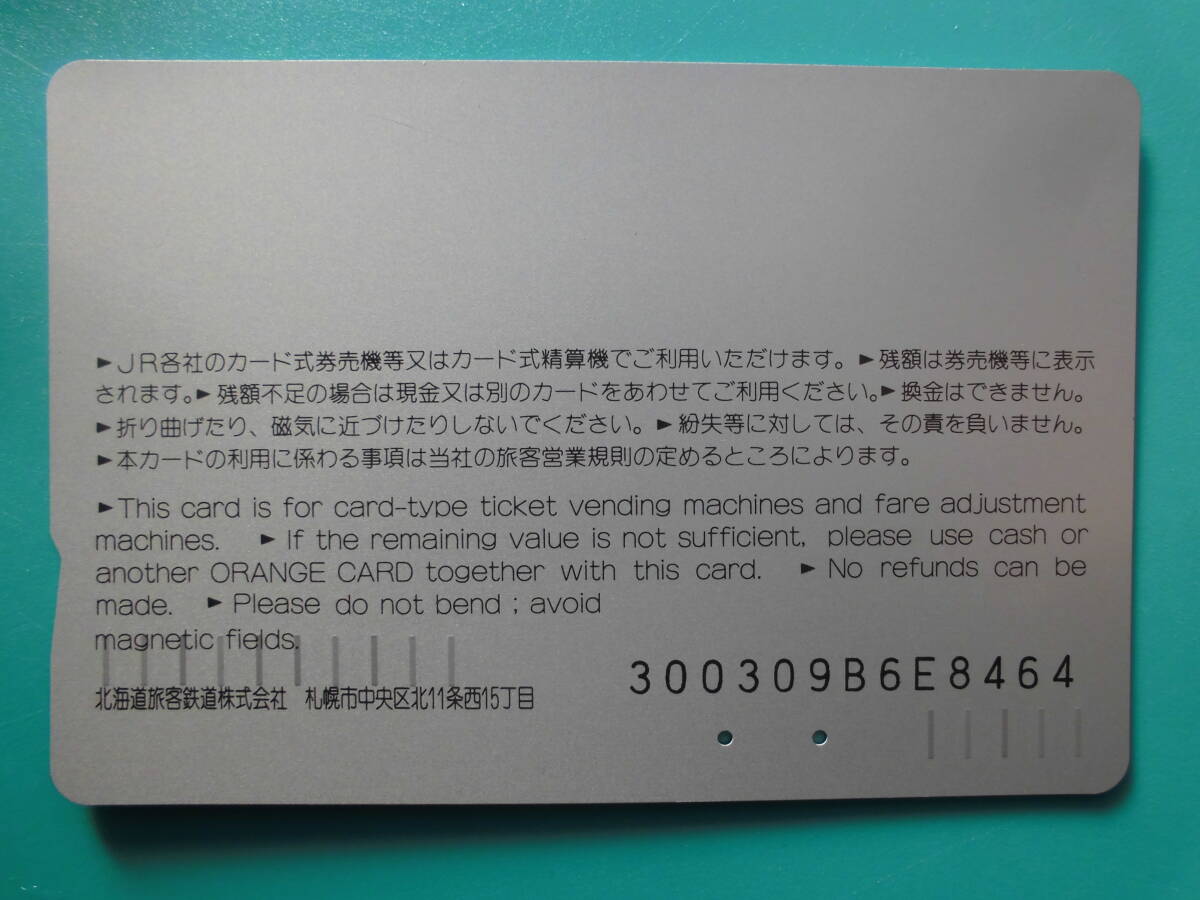 ►JR各社のカード式券売機等又はカード式精算機でご利用いただけます。►残額は券売機等に表示
されます。►残額不足の場合は現金又は別のカードをあわせてご利用ください。►換金はできません。
►折り曲げたり、磁気に近づけたりしないでください。►紛失等に対しては、その責を負いません。
►本カードの利用に係わる事項は当社の旅客営業規則の定めるところによります。
►This card is for card-type ticket vending machines and fare adjustment
machines. ►If the remaining value is not sufficient, please use cash or
another ORANGE CARD together with this card. ►No refunds can be
made. ►Please do not bend ; avoid
magnetic fields.
300309B6E8464
北海道旅客鉄道株式会社 札幌市中央区北11条西15丁目